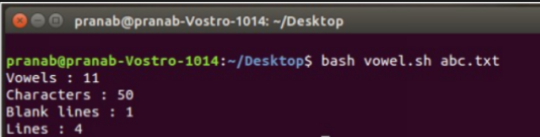 pranab@pranab-Vostro-1014: ~/Desktop
pranab@pranab-Vostro-1014:~/Desktop$ bash vowel.sh abc.txt
Vowels : 11
Characters : 50
Blank lines : 1
Lines : 4